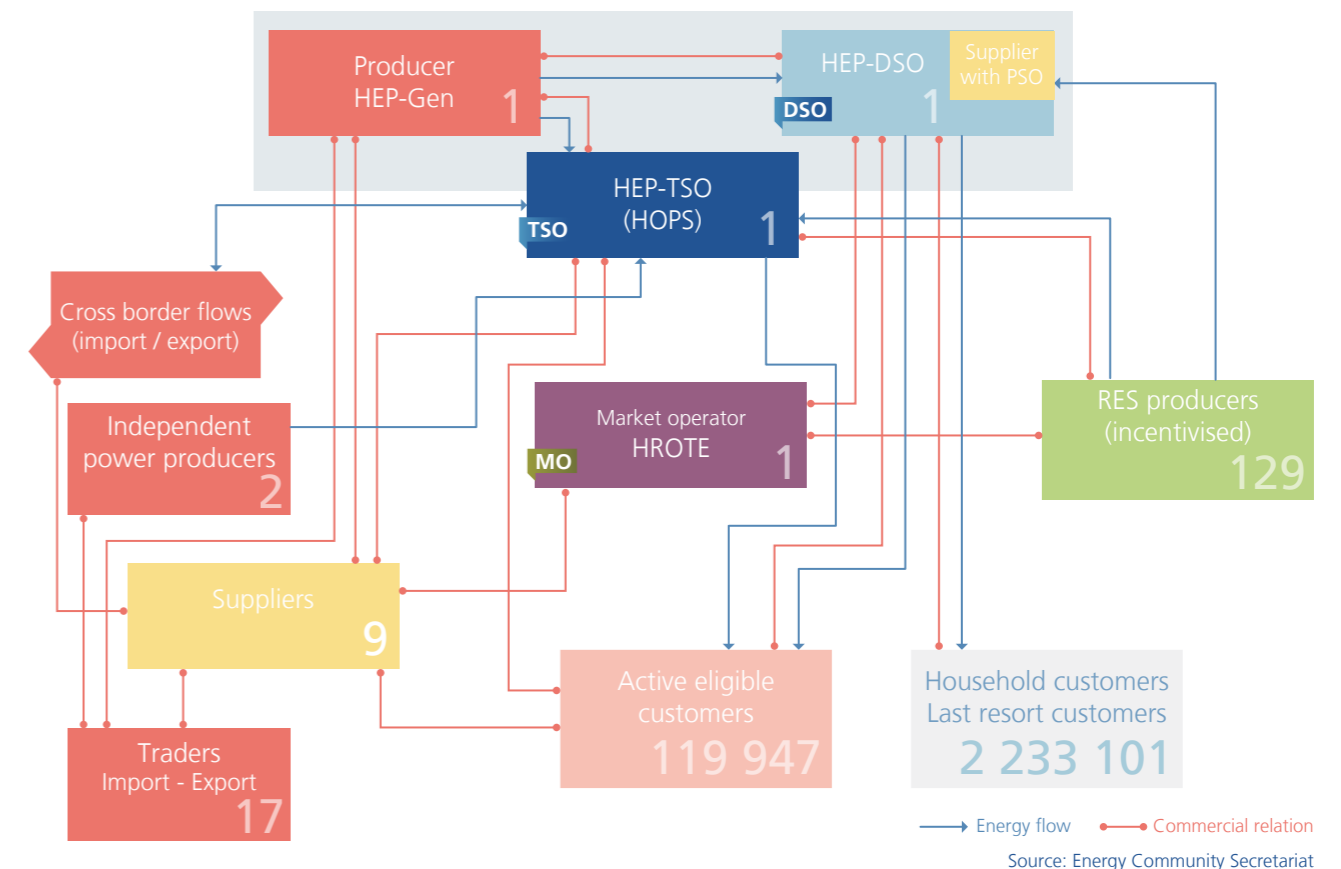 Producer
HEP-Gen
1
HEP-DSO
1
DSO
Supplier
with PSO
HEP-TSO
(HOPS)
1
TSO
Cross border flows
(import / export)
Independent
power producers
2
Market operator
HROTE
1
MO
RES producers
(incentivised)
129
Suppliers
9
Active eligible
customers
119 947
Household customers
Last resort customers
2 233 101
Traders
Import - Export
17
Energy flow
Commercial relation
Source: Energy Community Secretariat